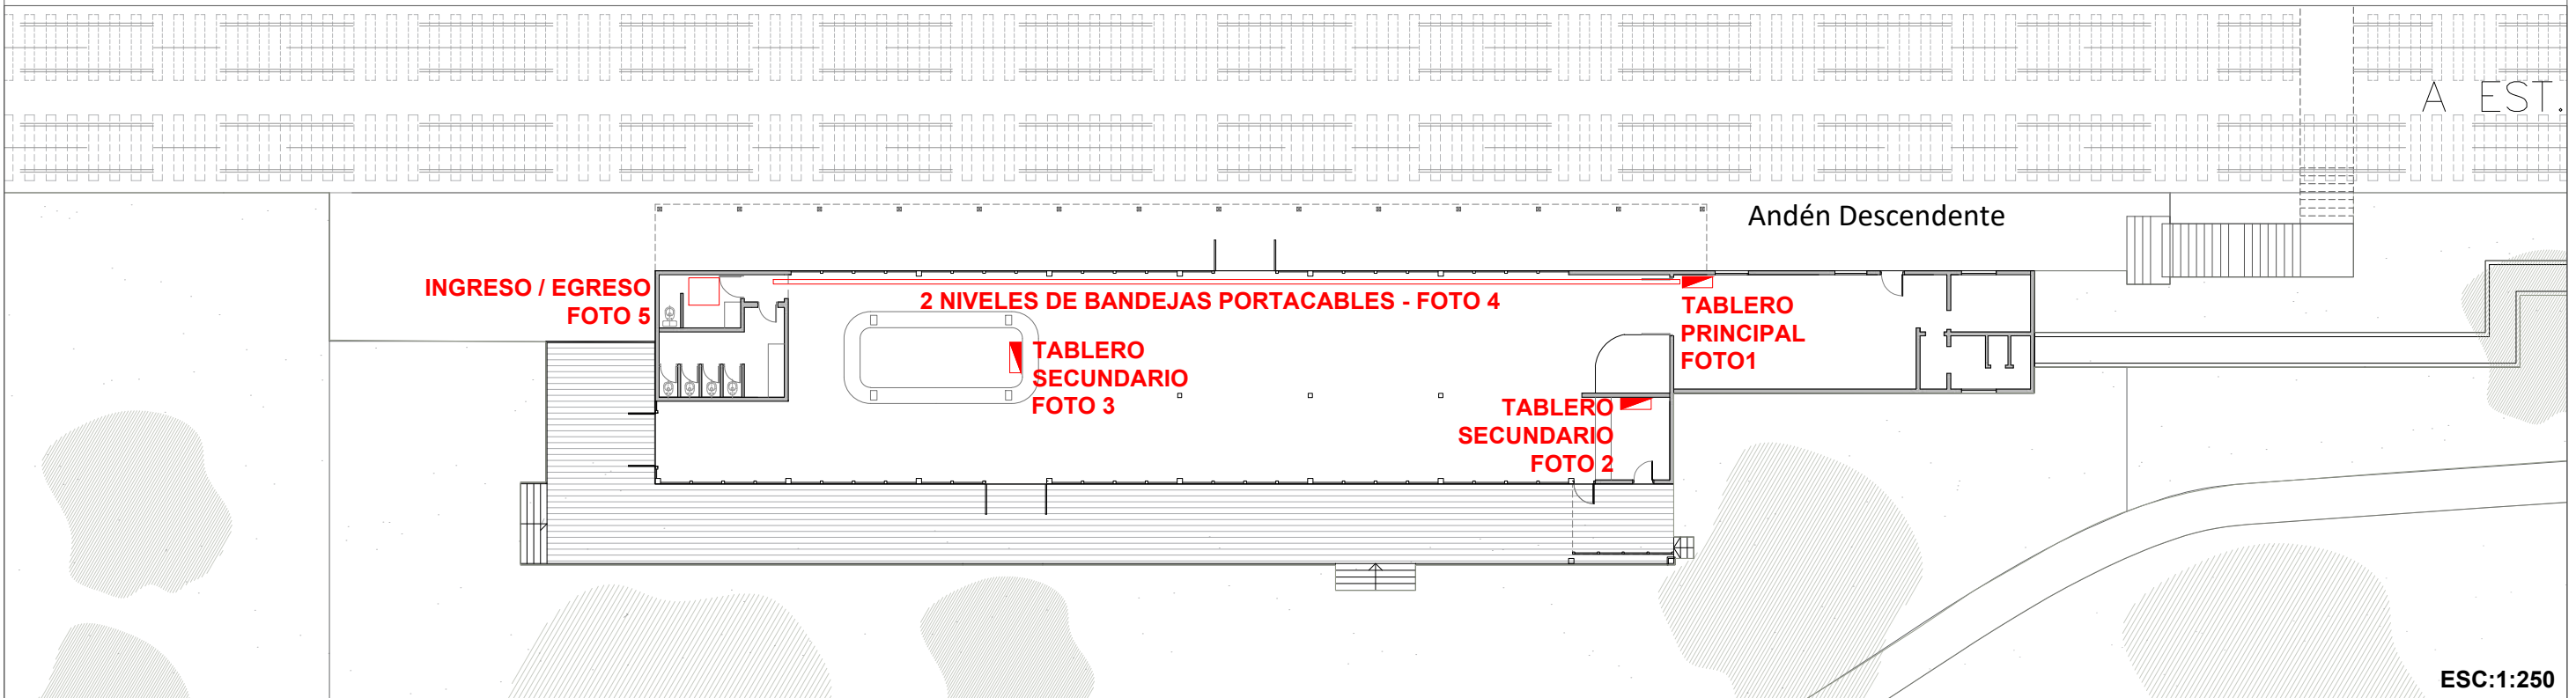 A EST.
Andén Descendente
INGRESO / EGRESO
FOTO 5
2 NIVELES DE BANDEJAS PORTACABLES - FOTO 4
TABLERO
PRINCIPAL
FOTO1
TABLERO
SECUNDARIO
FOTO 3
TABLERO
SECUNDARIO
FOTO 2
ESC:1:250